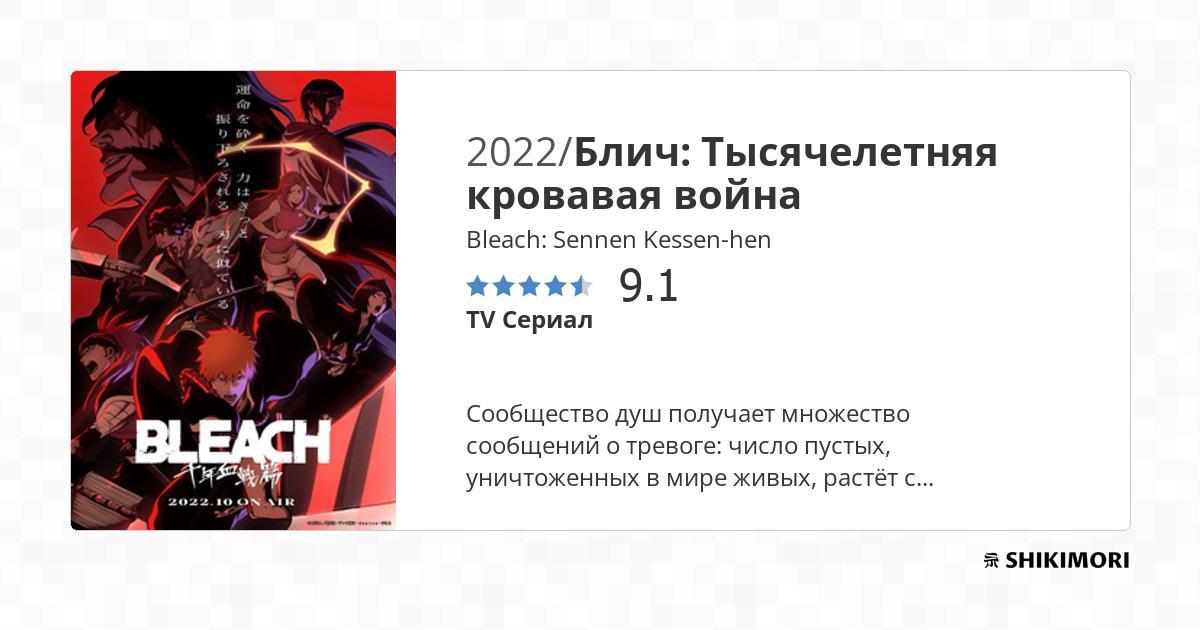 運命を砕く 力はきっと
振り下ろされる 刃に似ている
BLEACH
千年血戦篇
2022.10 ON AIR
2022/Блич: Тысячелетняя
кровавая война
Bleach: Sennen Kessen-hen
9.1
TV Сериал
Сообщество душ получает множество
сообщений о тревоге: число пустых,
уничтоженных в мире живых, растёт с...
SHIKIMORI